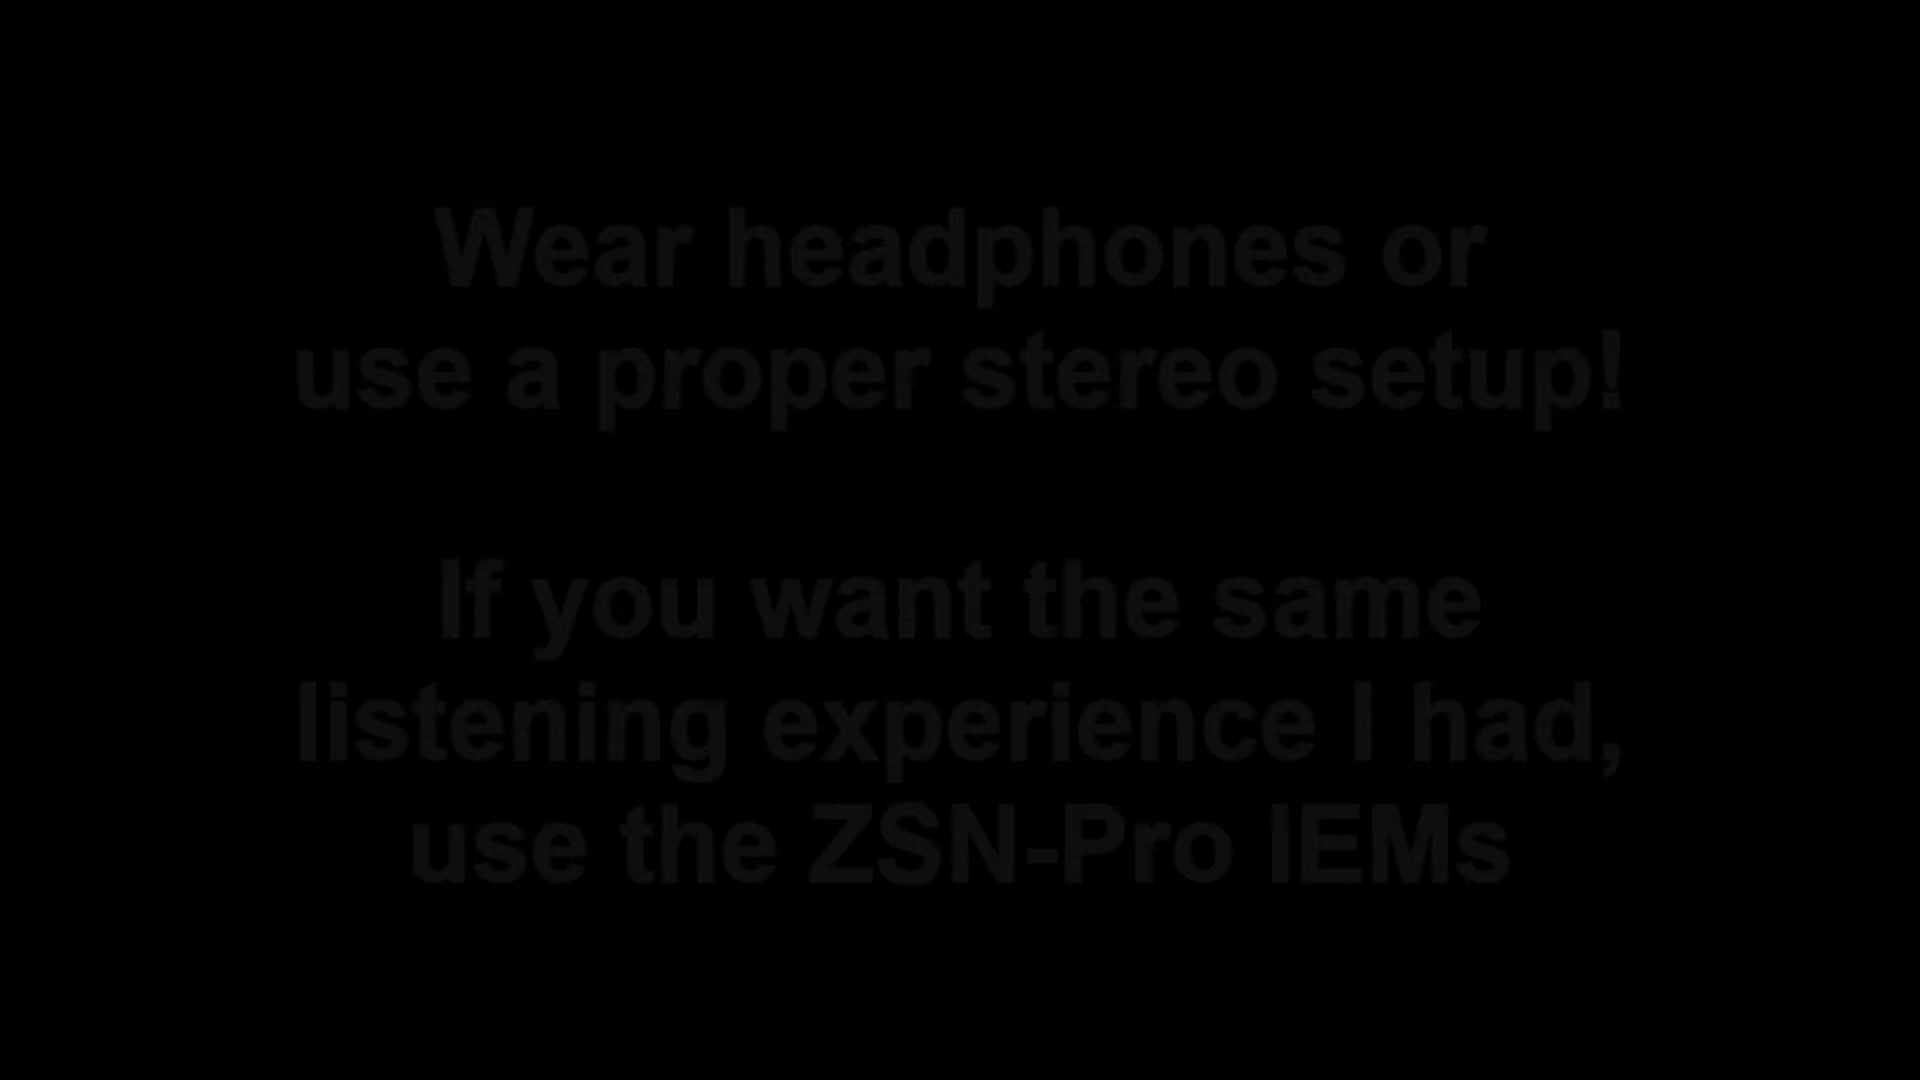 Wear headphones or
use a proper stereo setup!
If you want the same
listening experience I had,
use the ZSN-Pro IEMs